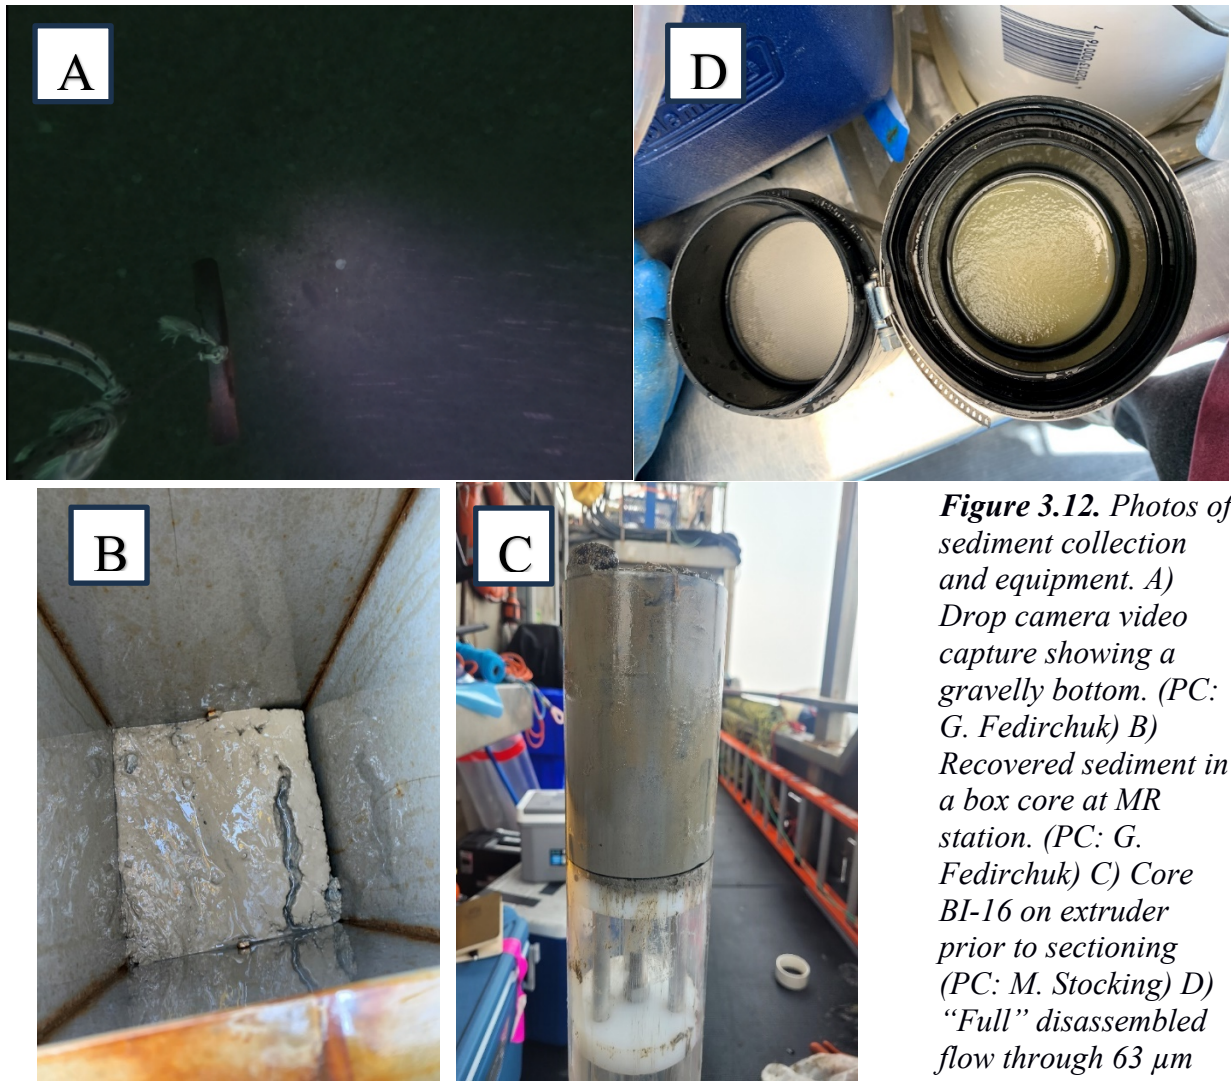 A
D
B
C
Figure 3.12. Photos of
sediment collection
and equipment. A)
Drop camera video
capture showing a
gravelly bottom. (PC:
G. Fedirchuk) B)
Recovered sediment in
a box core at MR
station. (PC: G.
Fedirchuk) C) Core
BI-16 on extruder
prior to sectioning
(PC: M. Stocking) D)
“Full” disassembled
flow through 63 µm